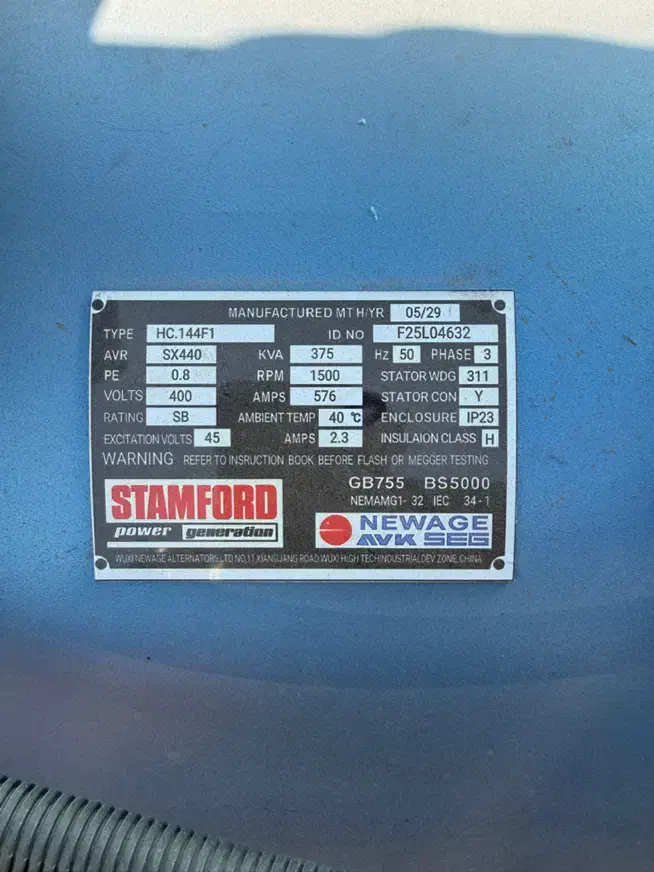 MANUFACTURED MT H/YR 05/29
TYPE HC.144F1 ID NO F25L04632
AVR SX440 KVA 375 Hz 50 PHASE 3
PE 0.8 RPM 1500 STATOR WDG 311
VOLTS 400 AMPS 576 STATOR CON Y
RATING SB AMBIENT TEMP 40 ℃ ENCLOSURE IP23
EXCITATION VOLTS 45 AMPS 2.3 INSULAION CLASS H
WARNING REFER TO INSRUCTION BOOK BEFORE FLASH OR MEGGER TESTING
GB755 BS5000
NEMAMG1- 32 IEC 34-1
STAMFORD
power generation
NEWAGE
AVK SEG
WUXI NEWAGE ALTERNATORS LTD NO,11 XIANGJANG ROAD WUXI HIGH TECHINDUSTRIALDEV ZONE, CHINA